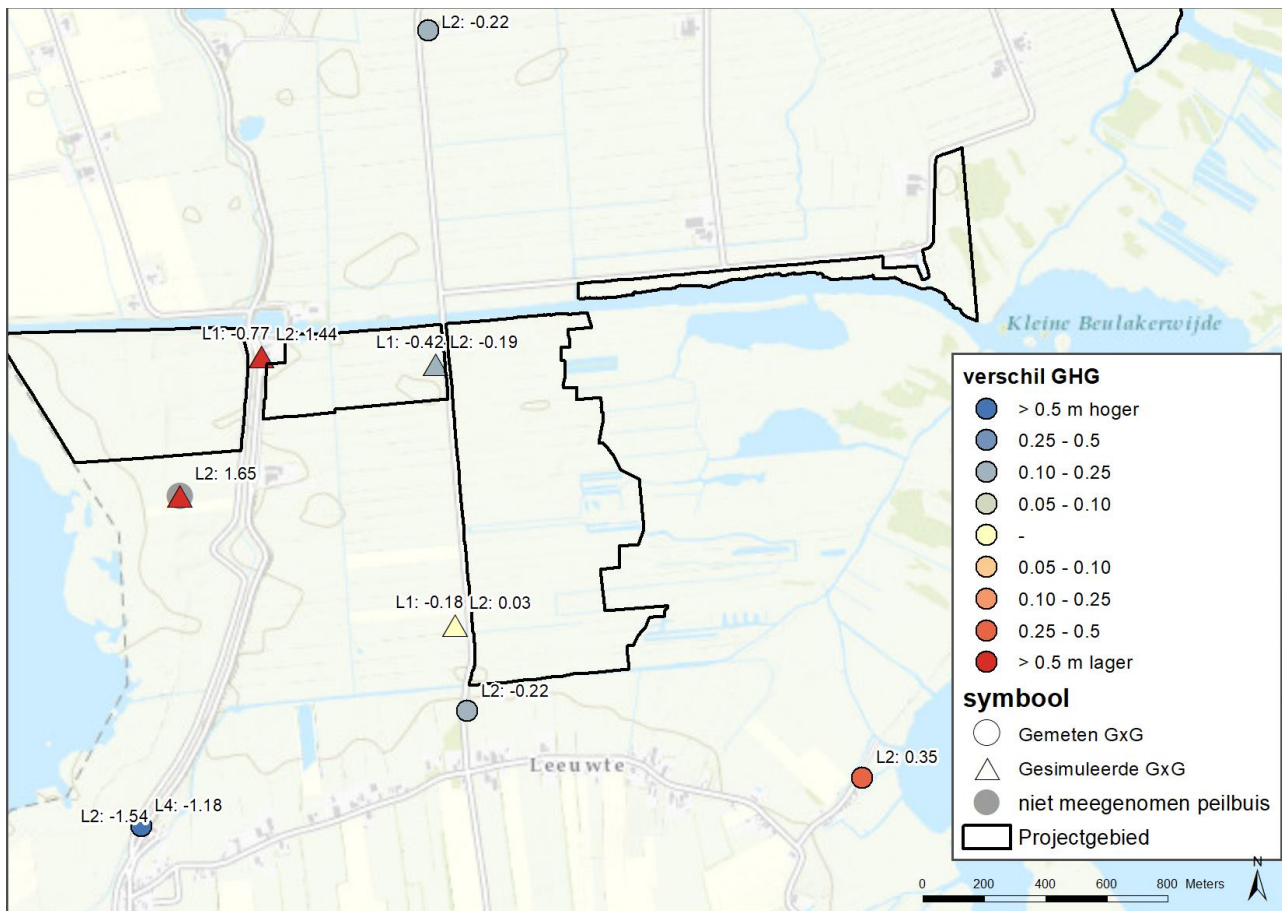 L2: -0.22
Kleine Beulakerwijde
L1: -0.77 L2: 1.44
L1: -0.42 L2: -0.19
L2: 1.65
L1: -0.18 L2: 0.03
L2: -0.22
Leeuwte
L2: 0.35
L4: -1.18
L2: -1.54
verschil GHG
> 0.5 m hoger
0.25 - 0.5
0.10 - 0.25
0.05 - 0.10
-
0.05 - 0.10
0.10 - 0.25
0.25 - 0.5
> 0.5 m lager
symbool
Gemeten GxG
Gesimuleerde GxG
niet meegenomen peilbuis
Projectgebied
N
0 200 400 600 800 Meters